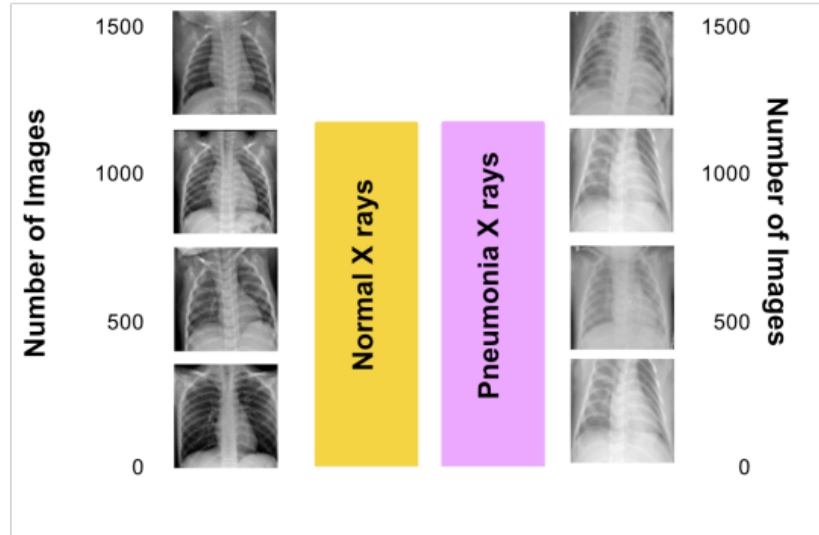 Number of Images
1500
1000
500
0
Normal X rays
Pneumonia X rays
1500
1000
500
0
Number of Images